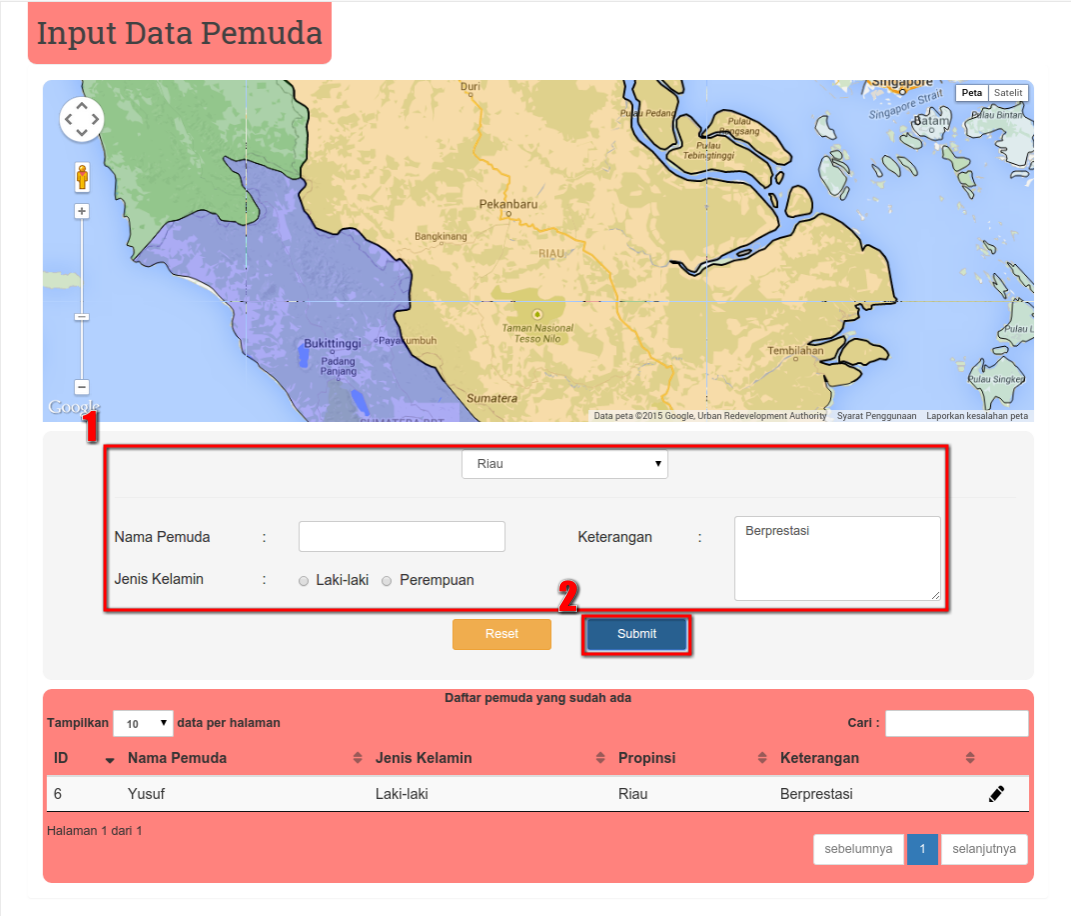 Input Data Pemuda
Duri
Singapore
Peta Satelit
Singapore Strait
Batam
Pulau Bintan
Pulau Pedang
Pulau
Rangsang
Pulau
Tebingtinggi
Pekanbaru
Bangkinang
RIAU
Taman Nasional
Tesso Nilo
Bukittinggi
Payakumbuh
Padang
Panjang
Tembilahan
Pulau Singkep
Sumatera
Google
Data peta ©2015 Google, Urban Redevelopment Authority Syarat Penggunaan Laporkan kesalahan peta
1
Riau
Nama Pemuda :
Keterangan : Berprestasi
Jenis Kelamin : Laki-laki Perempuan
2
Reset Submit
Daftar pemuda yang sudah ada
Tampilkan 10 data per halaman Cari :
ID Nama Pemuda Jenis Kelamin Propinsi Keterangan
6 Yusuf Laki-laki Riau Berprestasi
Halaman 1 dari 1
sebelumnya 1 selanjutnya